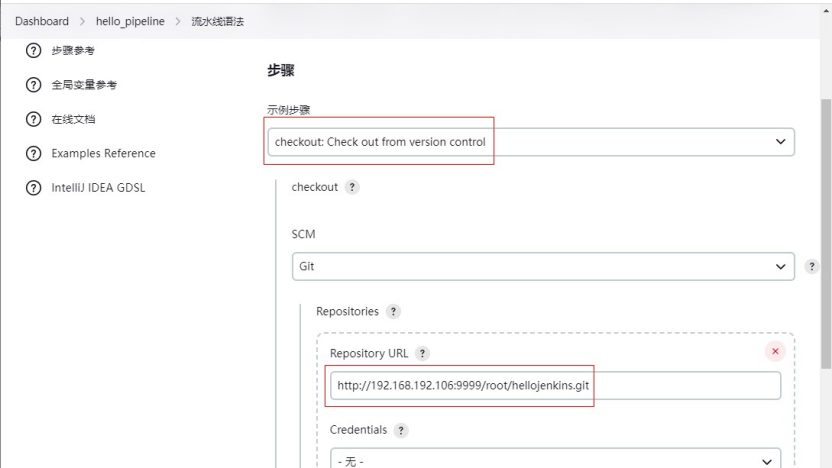 Dashboard > hello_pipeline > 流水线语法
步骤参考
全局变量参考
在线文档
Examples Reference
IntelliJ IDEA GDSL
步骤
示例步骤
checkout: Check out from version control
checkout ?
SCM
Git
?
Repositories ?
Repository URL ?
http://192.168.192.106:9999/root/hellojenkins.git
Credentials ?
- 无 -